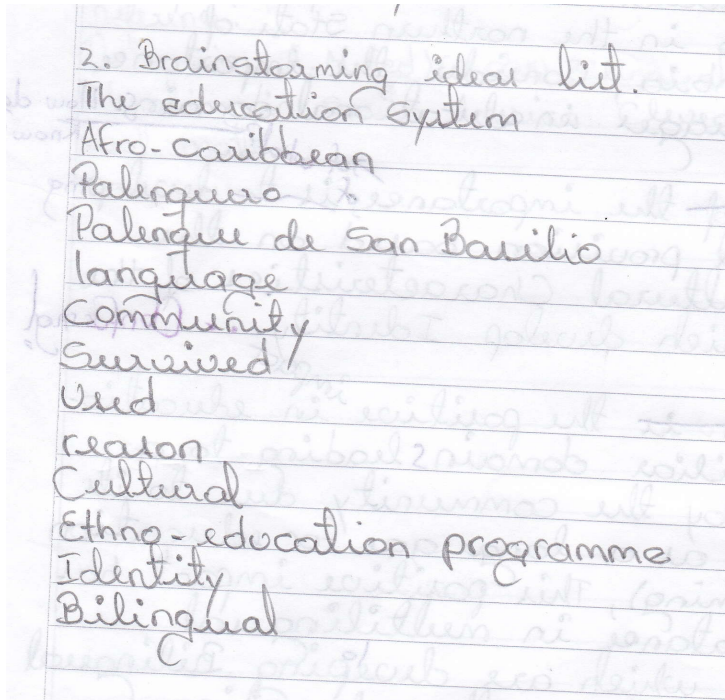 2. Brainstorming ideas list.
The education System
Afro-Caribbean
Palenquero
Palenque de San Basilio
language
Community
Survived
Used
reason
Cultural
Ethno-education programme
Identity
Bilingual